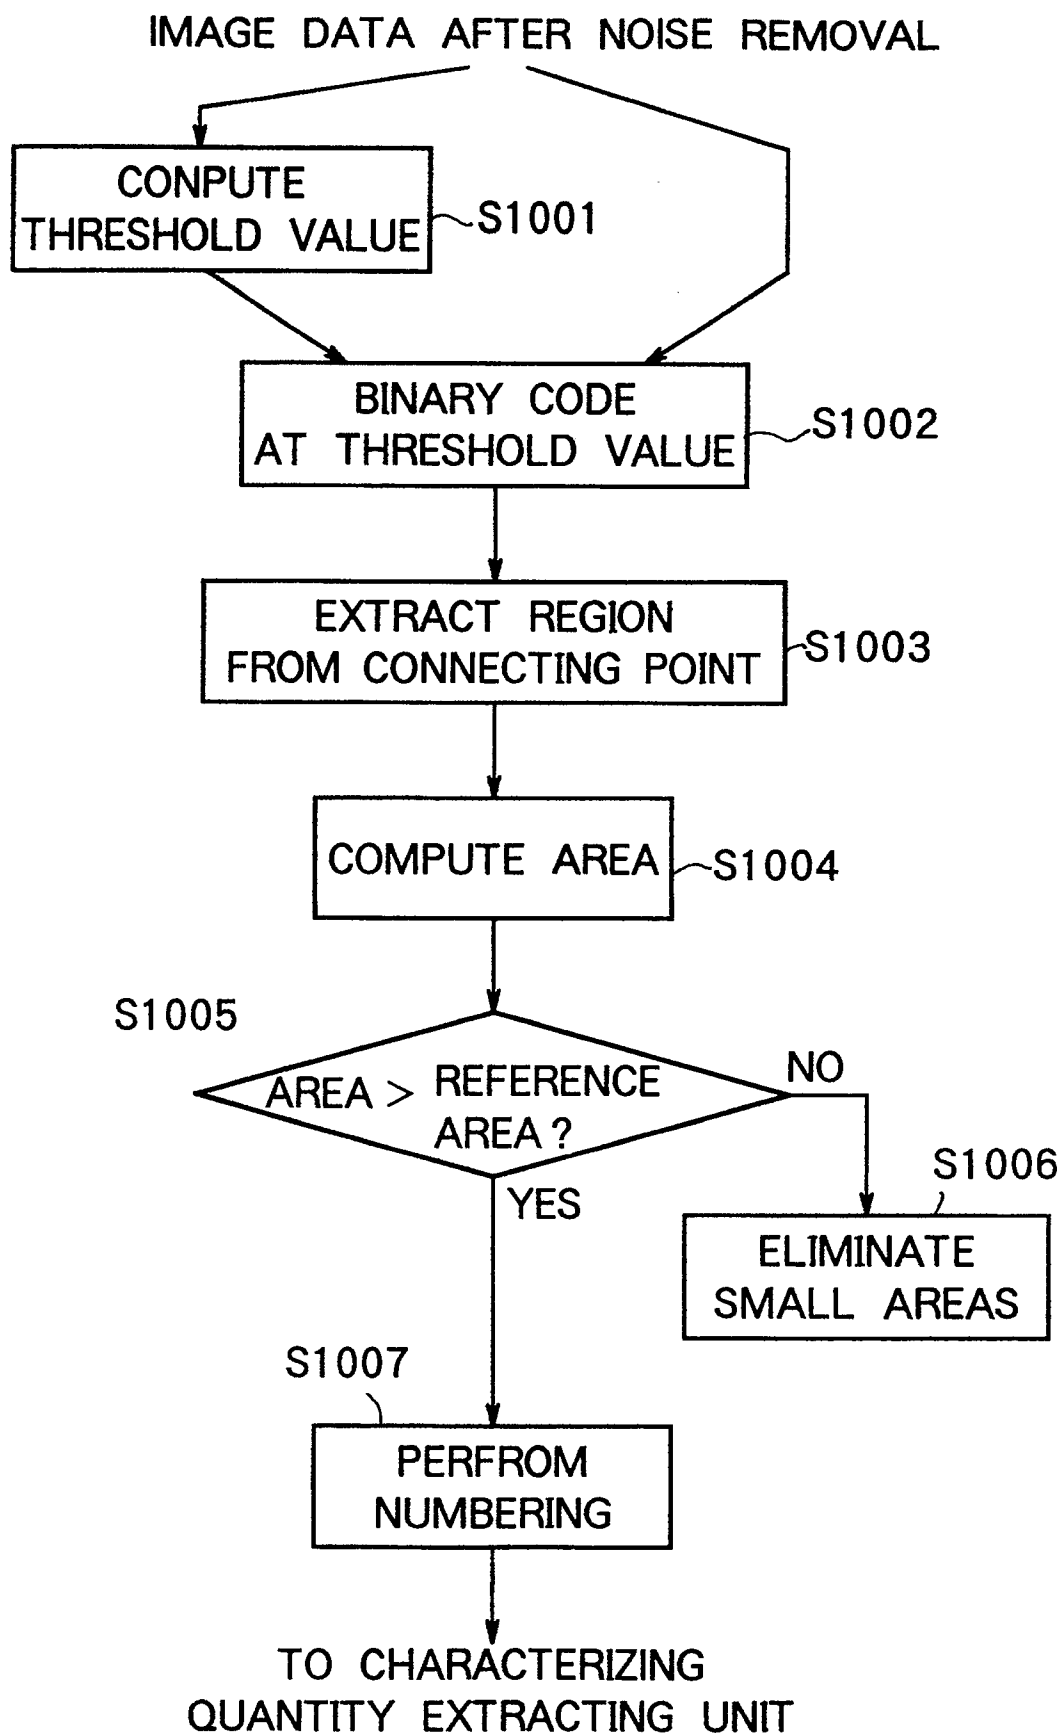 IMAGE DATA AFTER NOISE REMOVAL
CONPUTE
THRESHOLD VALUE
S1001
BINARY CODE
AT THRESHOLD VALUE
S1002
EXTRACT REGION
FROM CONNECTING POINT
S1003
COMPUTE AREA
S1004
S1005
AREA > REFERENCE
AREA ?
NO
YES
S1006
ELIMINATE
SMALL AREAS
S1007
PERFROM
NUMBERING
TO CHARACTERIZING
QUANTITY EXTRACTING UNIT